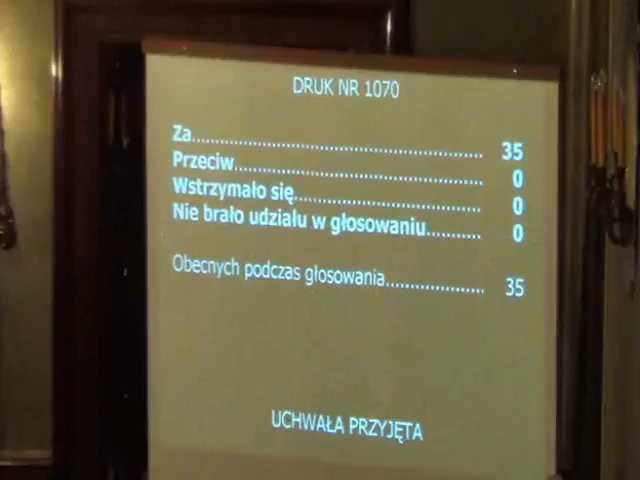 DRUK NR 1070
Za........................................................ 35
Przeciw................................................ 0
Wstrzymało się.................................... 0
Nie brało udziału w głosowaniu.......... 0
Obecnych podczas głosowania.................... 35
UCHWAŁA PRZYJĘTA